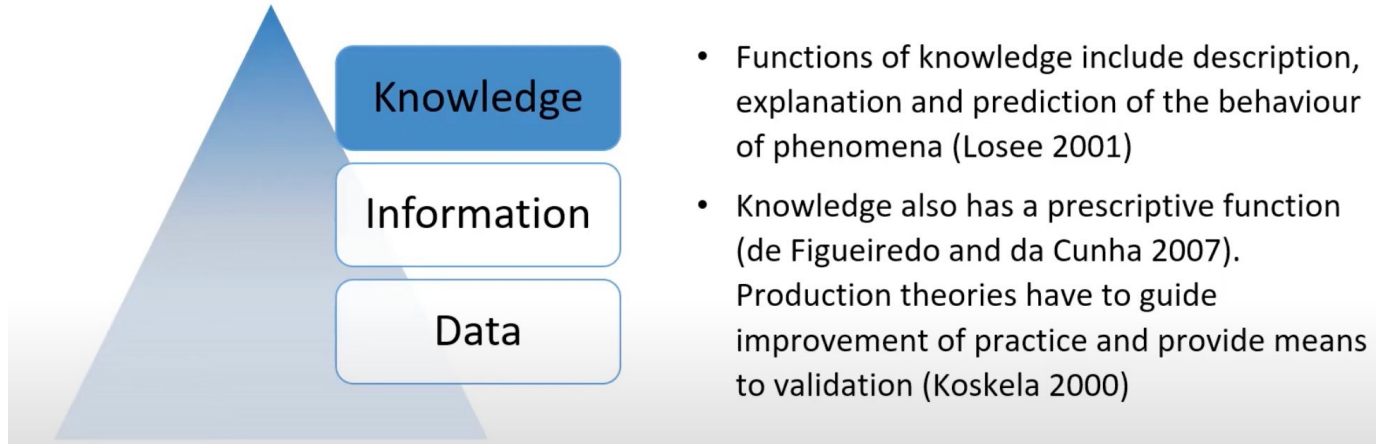 Knowledge
Information
Data
• Functions of knowledge include description,
explanation and prediction of the behaviour
of phenomena (Losee 2001)
• Knowledge also has a prescriptive function
(de Figueiredo and da Cunha 2007).
Production theories have to guide
improvement of practice and provide means
to validation (Koskela 2000)